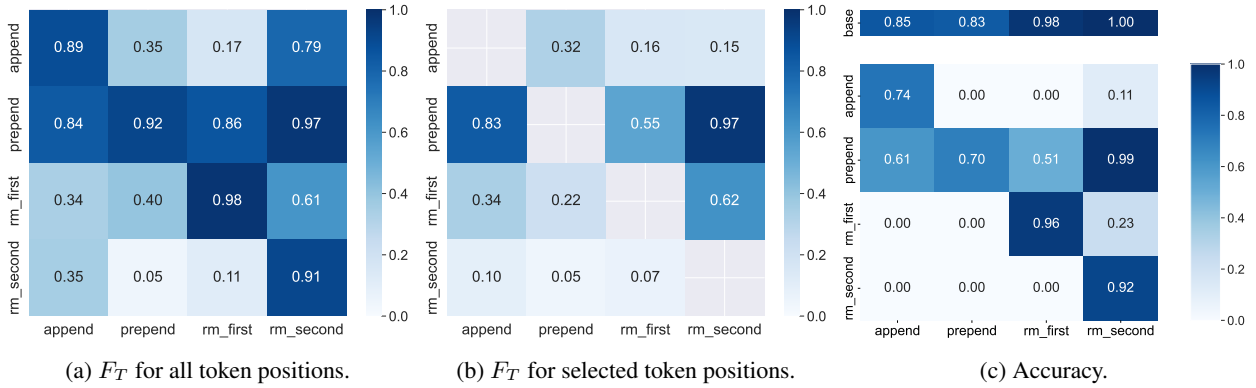 append 0.89 0.35 0.17 0.79
prepend 0.84 0.92 0.86 0.97
rm_first 0.34 0.40 0.98 0.61
rm_second 0.35 0.05 0.11 0.91
append prepend rm_first rm_second
1.0
0.8
0.6
0.4
0.2
0.0
(a) F_T for all token positions.
append 0.32 0.16 0.15
prepend 0.83 0.55 0.97
rm_first 0.34 0.22 0.62
rm_second 0.10 0.05 0.07
append prepend rm_first rm_second
1.0
0.8
0.6
0.4
0.2
0.0
(b) F_T for selected token positions.
base 0.85 0.83 0.98 1.00
append 0.74 0.00 0.00 0.11
prepend 0.61 0.70 0.51 0.99
rm_first 0.00 0.00 0.96 0.23
rm_second 0.00 0.00 0.00 0.92
append prepend rm_first rm_second
1.0
0.8
0.6
0.4
0.2
0.0
(c) Accuracy.